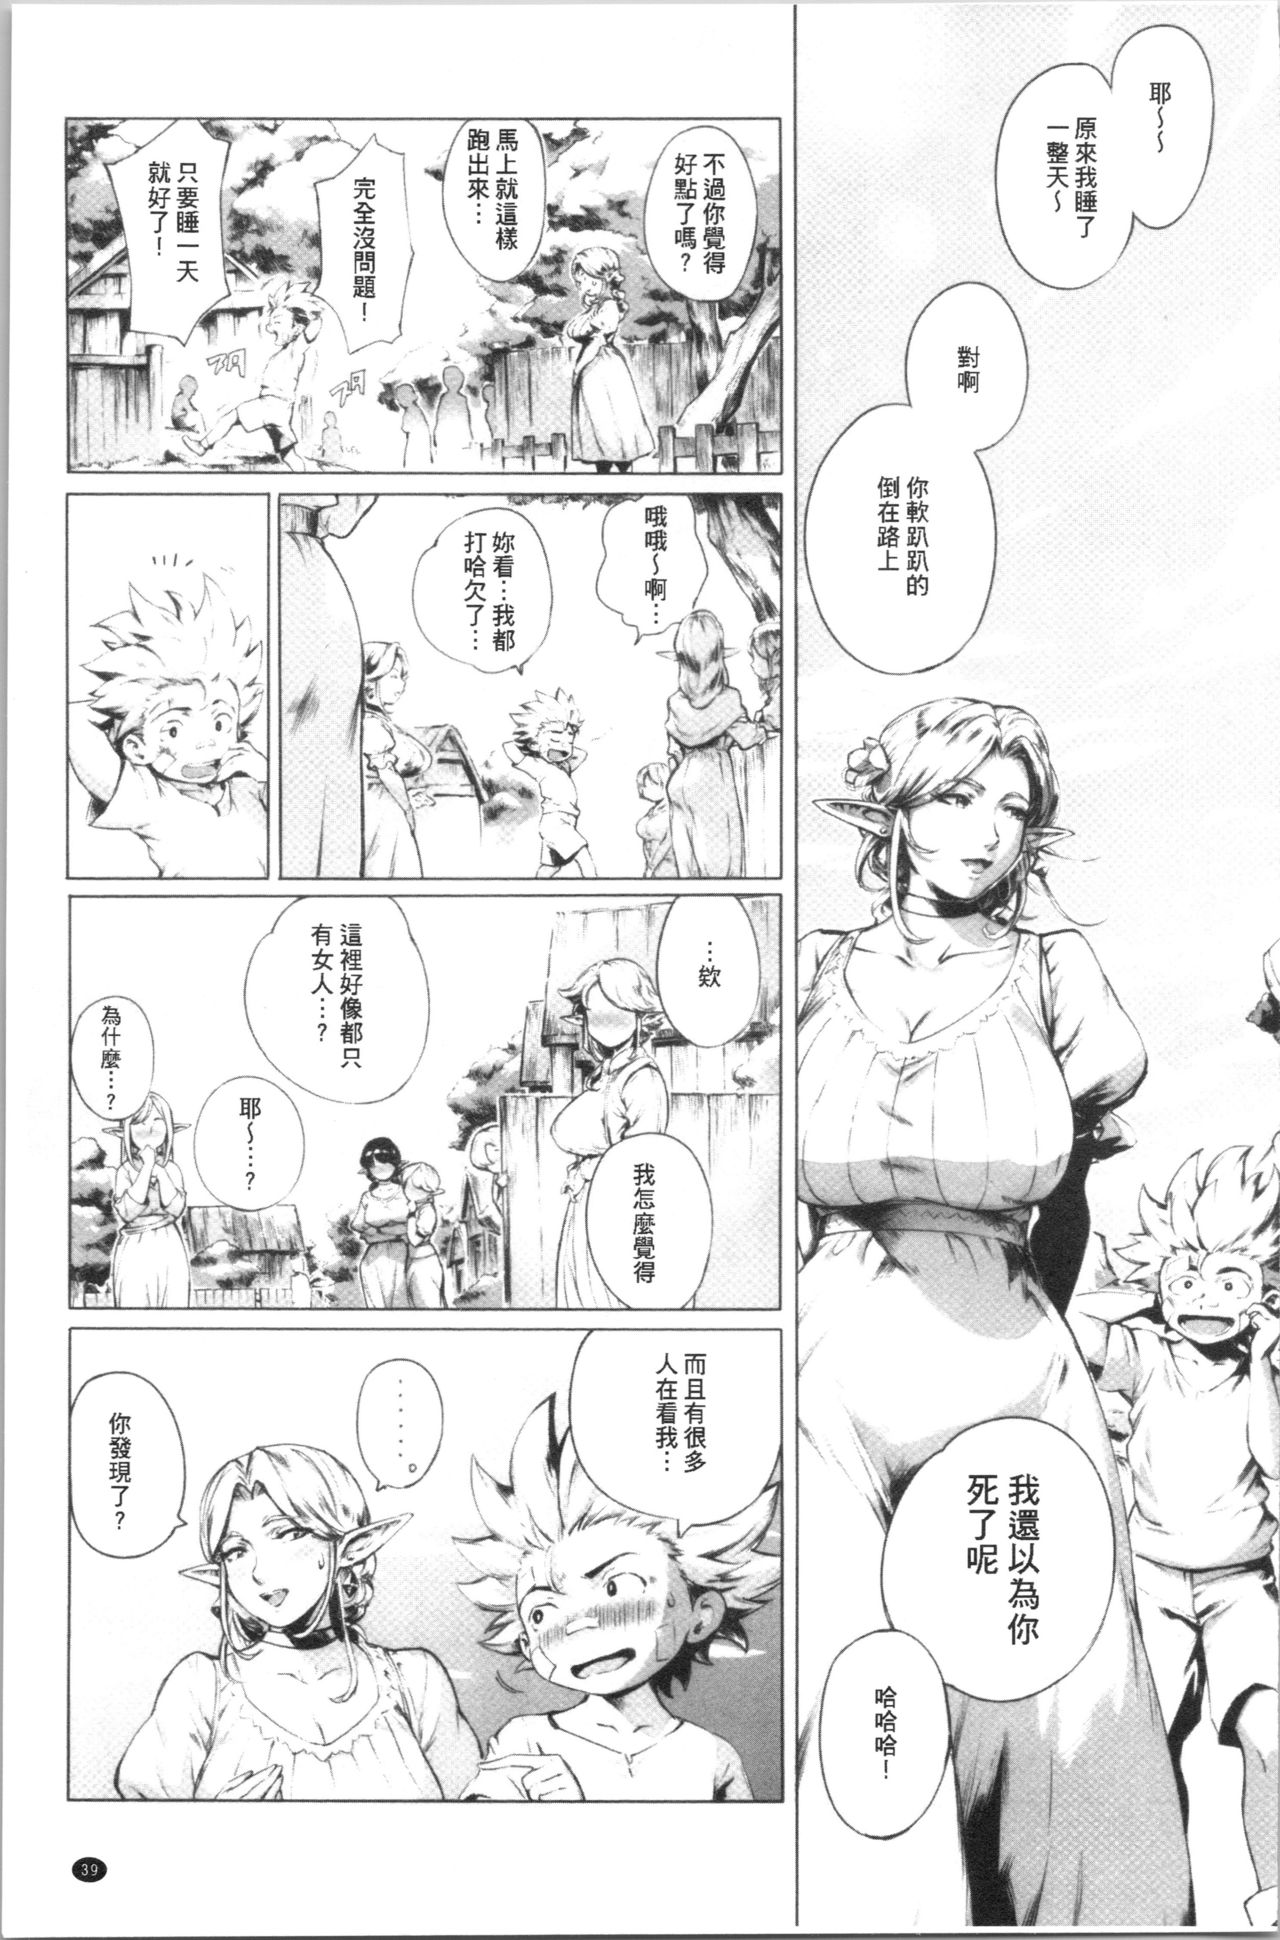 耶～～
原來我睡了
一整天～
對啊
你軟趴趴的
倒在路上
我還以為你
死了呢
哈哈哈！
不過你覺得
好點了嗎？
馬上就這樣
跑出來…
完全沒問題！
只要睡一天
就好了！
哦哦～啊…
妳看…我都
打哈欠了…
…欸
我怎麼覺得
這裡好像都只
有女人…？
耶～…？
為什麼…？
而且有很多
人在看我…
……
你發現了？
39